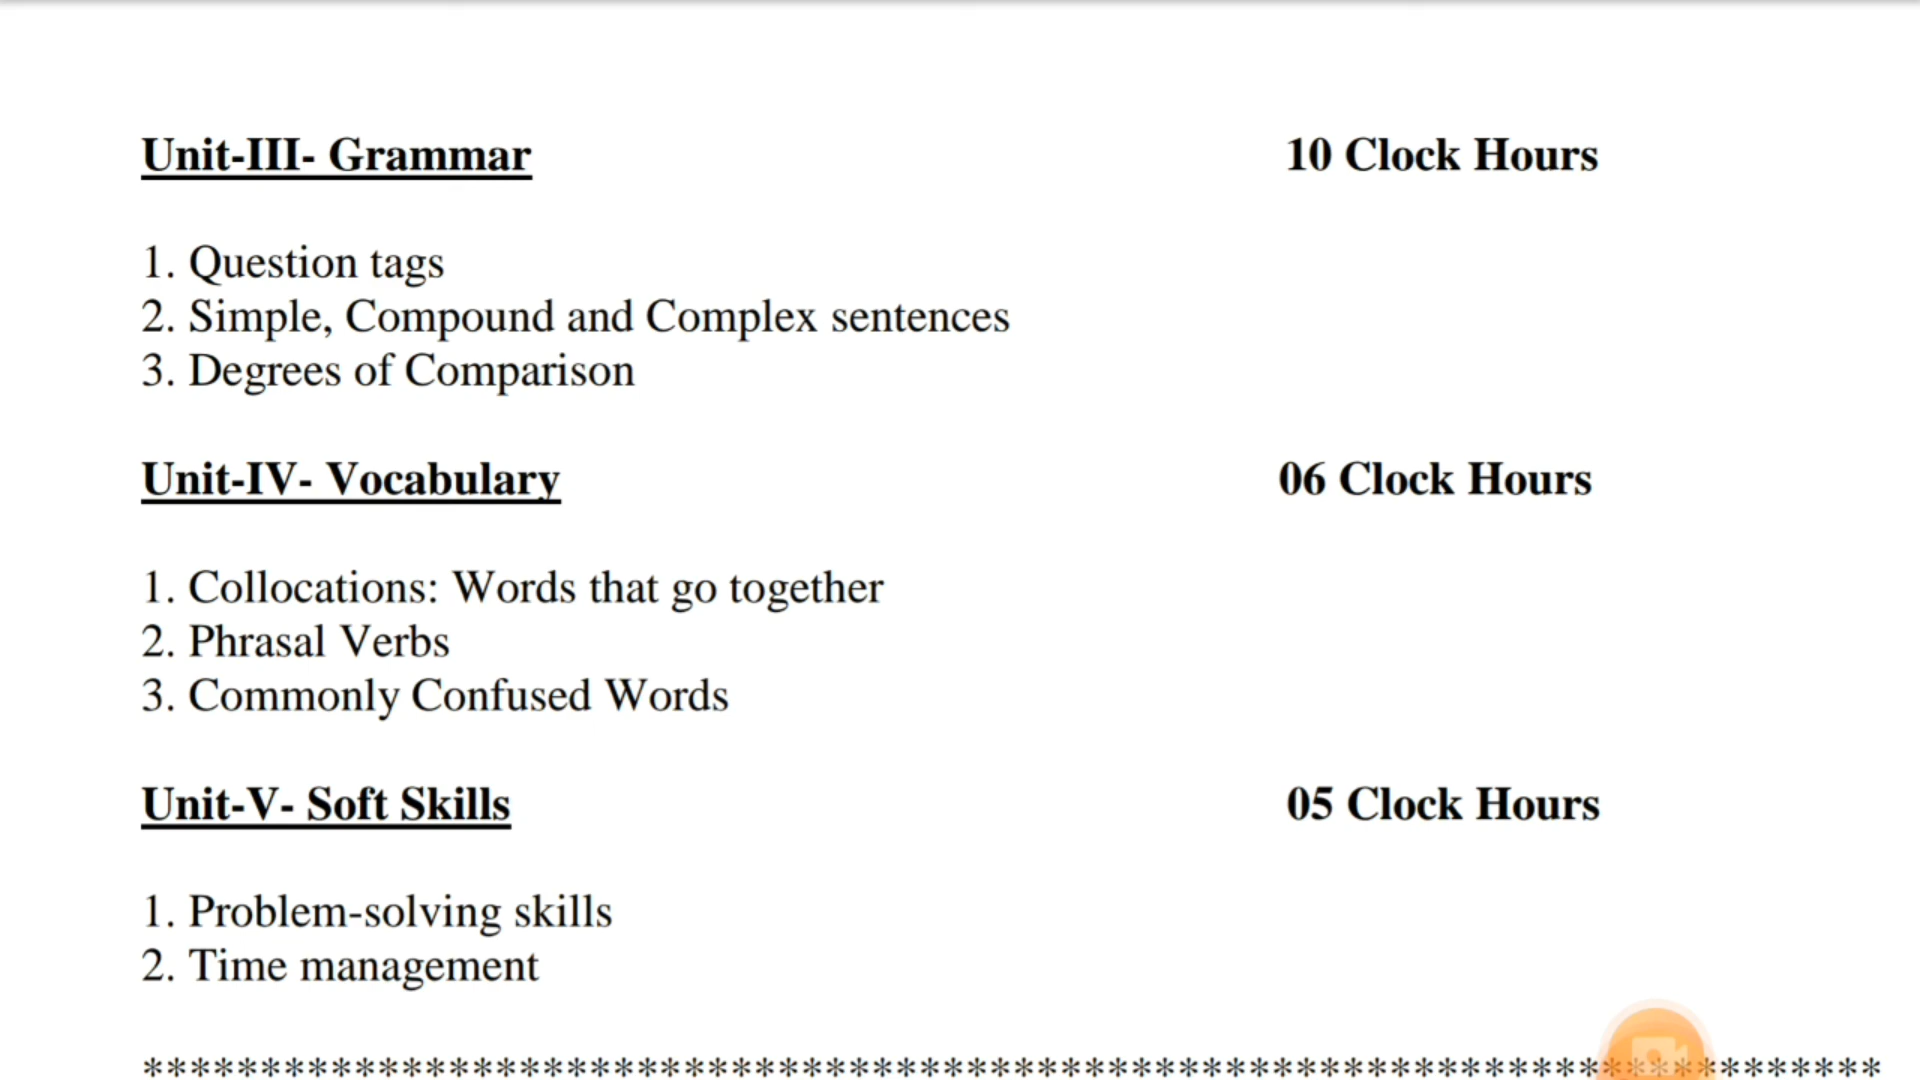 Unit-III- Grammar 10 Clock Hours
1. Question tags
2. Simple, Compound and Complex sentences
3. Degrees of Comparison
Unit-IV- Vocabulary 06 Clock Hours
1. Collocations: Words that go together
2. Phrasal Verbs
3. Commonly Confused Words
Unit-V- Soft Skills 05 Clock Hours
1. Problem-solving skills
2. Time management
**************************************************************************